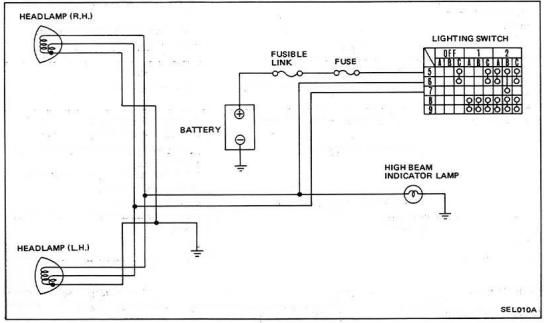 HEADLAMP (R.H.)
LIGHTING SWITCH
OFF 1 2
A B C A B C A B C
FUSIBLE
LINK
FUSE
5
6
7
8
9
BATTERY
HIGH BEAM
INDICATOR LAMP
HEADLAMP (L.H.)
SEL010A